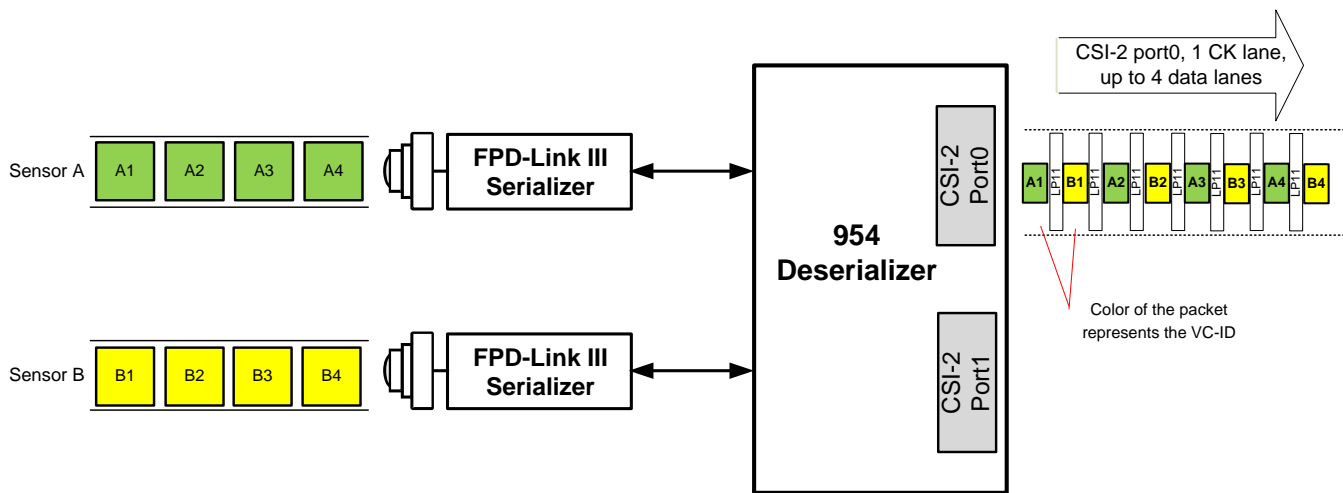 CSI-2 port0, 1 CK lane,
up to 4 data lanes
Sensor A
A1 A2 A3 A4
FPD-Link III
Serializer
CSI-2
Port0
A1 LP11 B1 LP11 A2 LP11 B2 LP11 A3 LP11 B3 LP11 A4 LP11 B4
954
Deserializer
Color of the packet
represents the VC-ID
Sensor B
B1 B2 B3 B4
FPD-Link III
Serializer
CSI-2
Port1